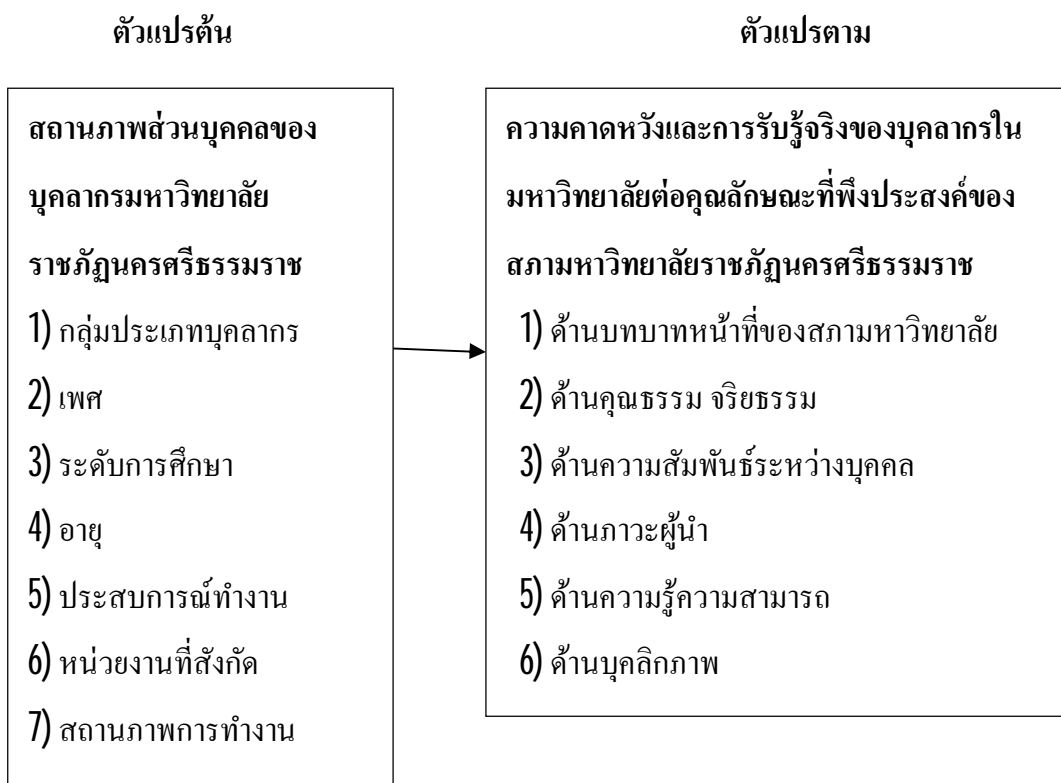 ตัวแปรต้น
ตัวแปรตาม
สถานภาพส่วนบุคคลของ
บุคลากรมหาวิทยาลัย
ราชภัฏนครศรีธรรมราช
1) กลุ่มประเภทบุคลากร
2) เพศ
3) ระดับการศึกษา
4) อายุ
5) ประสบการณ์ทำงาน
6) หน่วยงานที่สังกัด
7) สถานภาพการทำงาน
ความคาดหวังและการรับรู้จริงของบุคลากรใน
มหาวิทยาลัยต่อคุณลักษณะที่พึงประสงค์ของ
สภามหาวิทยาลัยราชภัฏนครศรีธรรมราช
1) ด้านบทบาทหน้าที่ของสภามหาวิทยาลัย
2) ด้านคุณธรรม จริยธรรม
3) ด้านความสัมพันธ์ระหว่างบุคคล
4) ด้านภาวะผู้นำ
5) ด้านความรู้ความสามารถ
6) ด้านบุคลิกภาพ